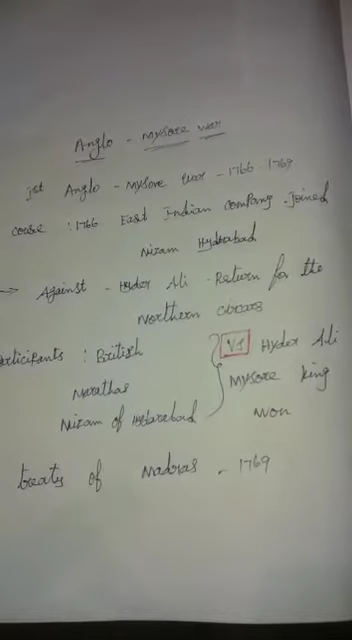 Anglo - Mysore war
1st Anglo - Mysore War - 1766-1769
cause : 1766 East Indian Company Joined
Nizam Hyderabad
→ Against - Hyder Ali - Return for the
Northern circars
Participants : British
Marathas
Nizam of Hyderabad
VS Hyder Ali
Mysore king
won
treaty of Madras - 1769